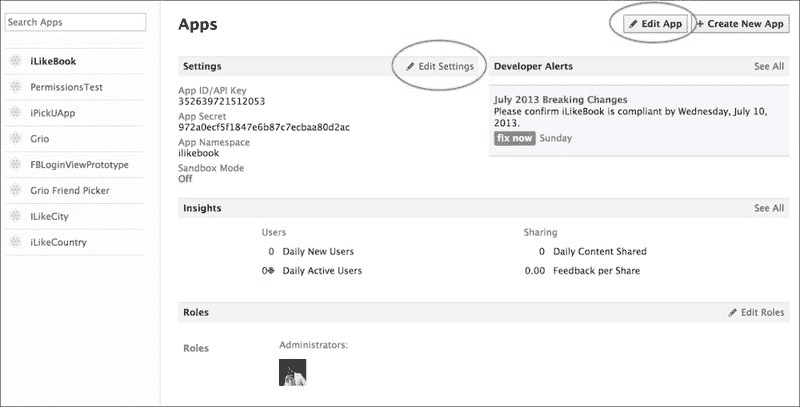 Search Apps
iLikeBook
PermissionsTest
iPickUApp
Grio
FBLoginViewPrototype
Grio Friend Picker
ILikeCity
iLikeCountry
Apps
Edit App
+ Create New App
Settings
Edit Settings
App ID/API Key
352639721512053
App Secret
972a0ecf5f1847e6b87c7ecbaa80d2ac
App Namespace
ilikebook
Sandbox Mode
Off
Developer Alerts
See All
July 2013 Breaking Changes
Please confirm iLikeBook is compliant by Wednesday, July 10,
2013.
fix now Sunday
Insights
See All
Users
0 Daily New Users
0 Daily Active Users
Sharing
0 Daily Content Shared
0.00 Feedback per Share
Roles
Edit Roles
Roles
Administrators: